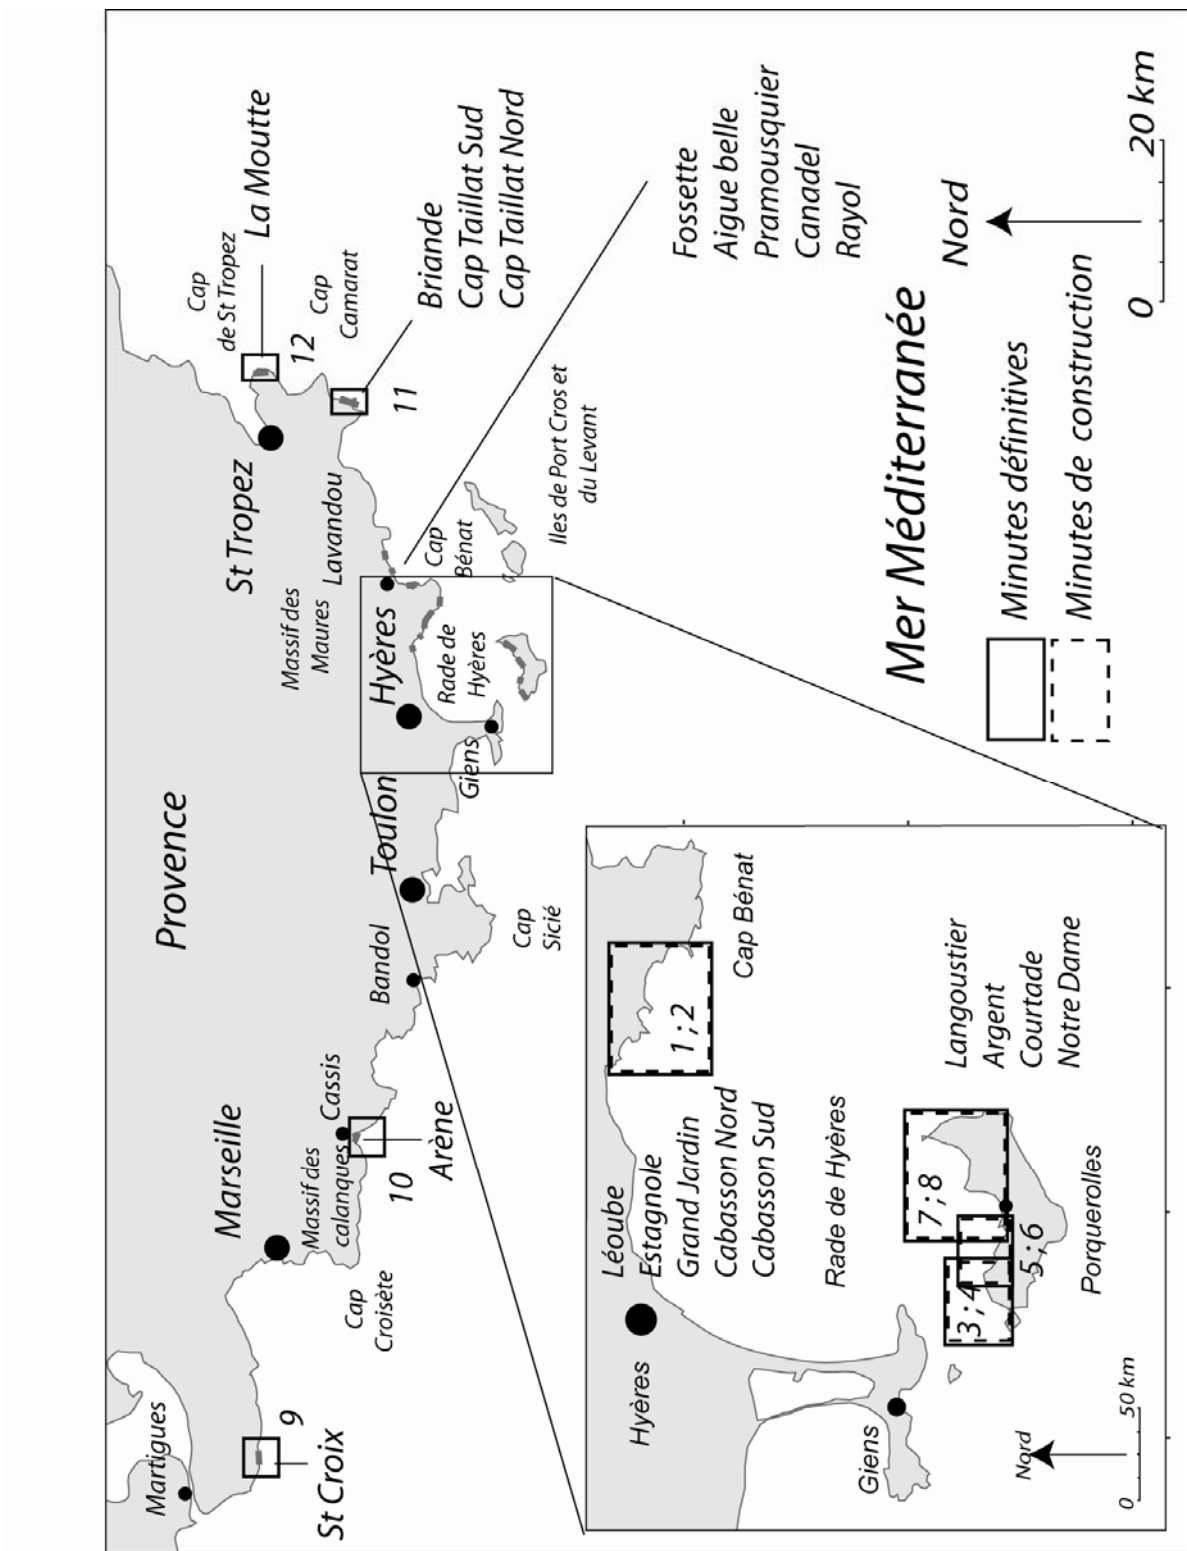 Provence
Martigues
9
St Croix
Marseille
Massif des
calanques
Cap
Croisète
Cassis
10
Arène
Bandol
Toulon
Cap
Sicié
Hyères
Giens
Rade de
Hyères
Massif des
Maures
Lavandou
Cap
Bénat
Iles de Port Cros et
du Levant
St Tropez
Cap
de St Tropez
La Moutte
12
Cap
Camarat
11
Briande
Cap Taillat Sud
Cap Taillat Nord
Fossette
Aigue belle
Pramousquier
Canadel
Rayol
Mer Méditerranée
Nord
0 20 km
Minutes définitives
Minutes de construction
Hyères
Léoube
Estagnole
Grand Jardin
Cabasson Nord
Cabasson Sud
1 ; 2
Cap Bénat
Rade de Hyères
Giens
7 ; 8
3 ; 4
5 ; 6
Langoustier
Argent
Courtade
Notre Dame
Porquerolles
Nord
0 50 km